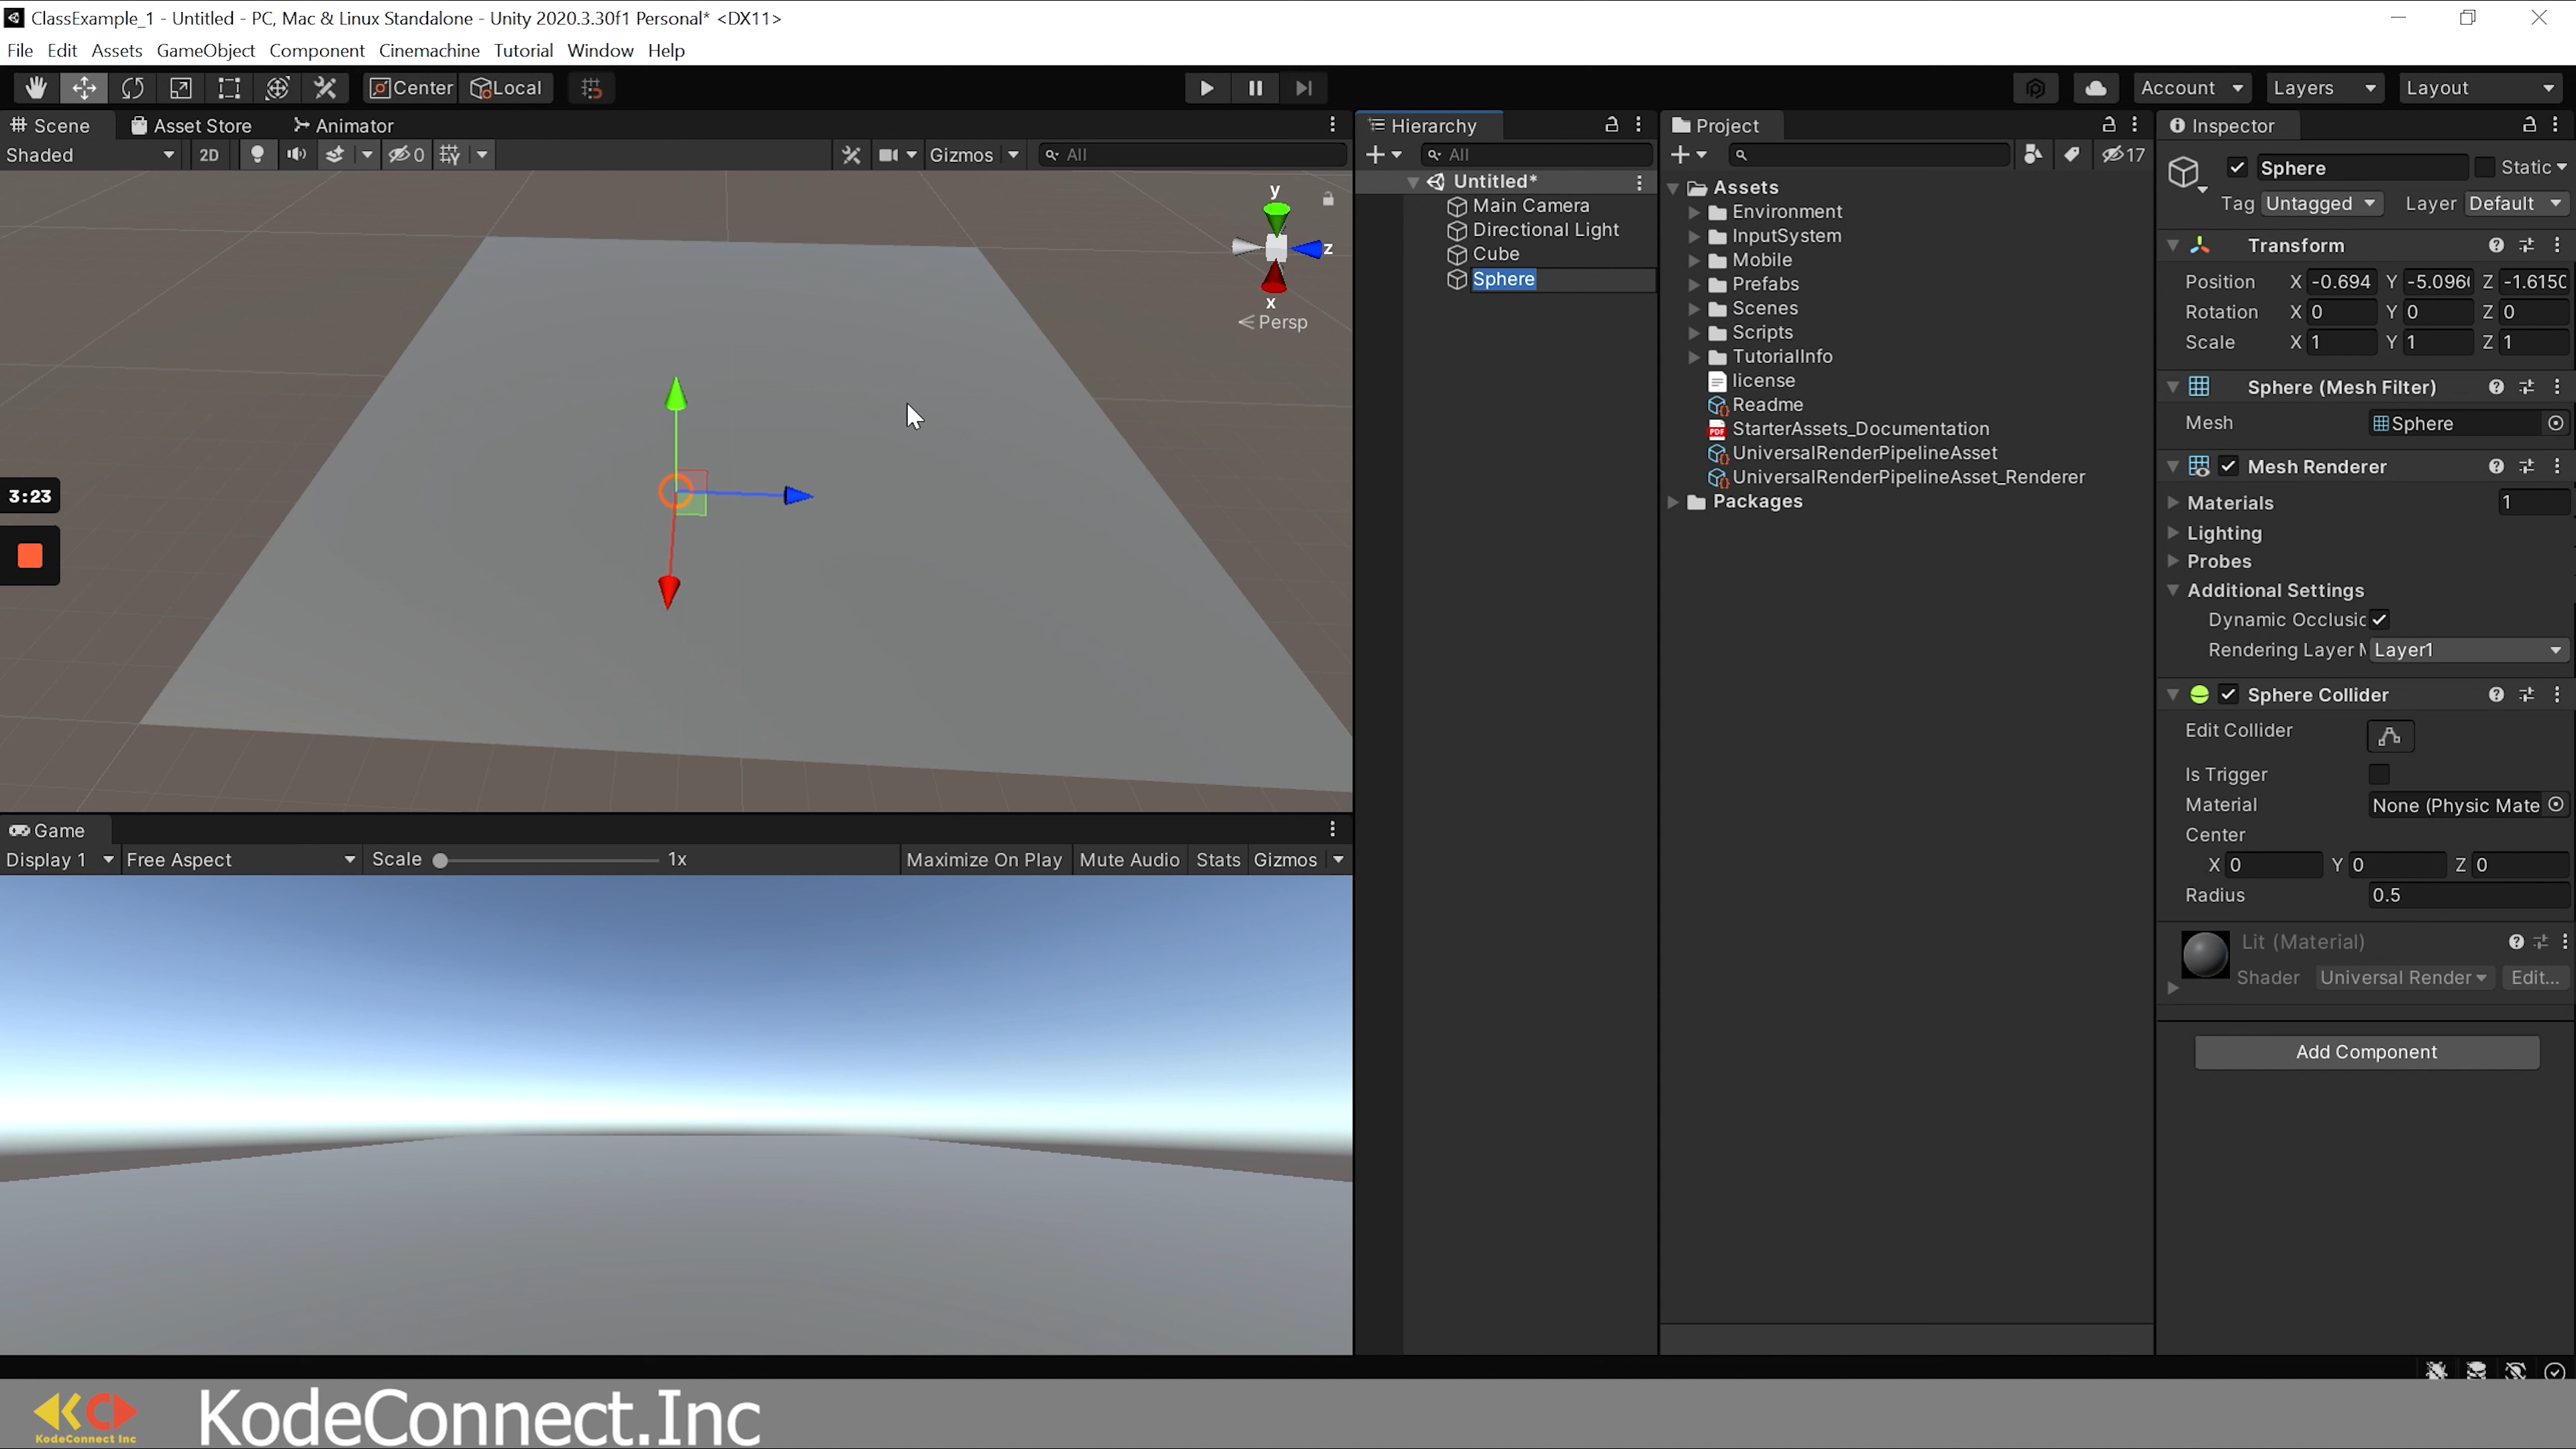 ClassExample_1 - Untitled - PC, Mac & Linux Standalone - Unity 2020.3.30f1 Personal* <DX11>
File Edit Assets GameObject Component Cinemachine Tutorial Window Help
Center Local Account Layers Layout
Scene Asset Store Animator
Shaded 2D 0 Gizmos All
y
z
x
Persp
3:23
Game
Display 1 Free Aspect Scale 1x Maximize On Play Mute Audio Stats Gizmos
Hierarchy
All
Untitled*
Main Camera
Directional Light
Cube
Sphere
Project
17
Assets
Environment
InputSystem
Mobile
Prefabs
Scenes
Scripts
TutorialInfo
license
Readme
PDF StarterAssets_Documentation
UniversalRenderPipelineAsset
UniversalRenderPipelineAsset_Renderer
Packages
Inspector
Sphere Static
Tag Untagged Layer Default
Transform
Position X -0.694 Y -5.096 Z -1.615
Rotation X 0 Y 0 Z 0
Scale X 1 Y 1 Z 1
Sphere (Mesh Filter)
Mesh Sphere
Mesh Renderer
Materials 1
Lighting
Probes
Additional Settings
Dynamic Occlusic
Rendering Layer M Layer1
Sphere Collider
Edit Collider
Is Trigger
Material None (Physic Mate
Center
X 0 Y 0 Z 0
Radius 0.5
Lit (Material)
Shader Universal Render Edit...
Add Component
KodeConnect Inc
KodeConnect.Inc